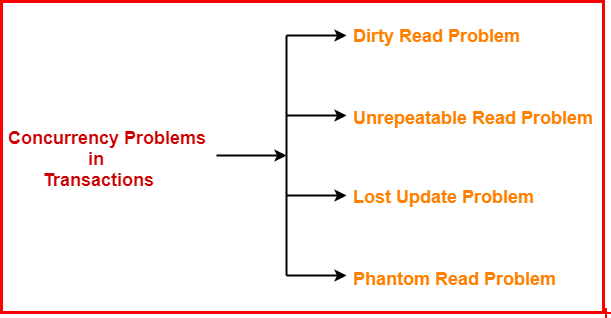 Concurrency Problems
in
Transactions
Dirty Read Problem
Unrepeatable Read Problem
Lost Update Problem
Phantom Read Problem